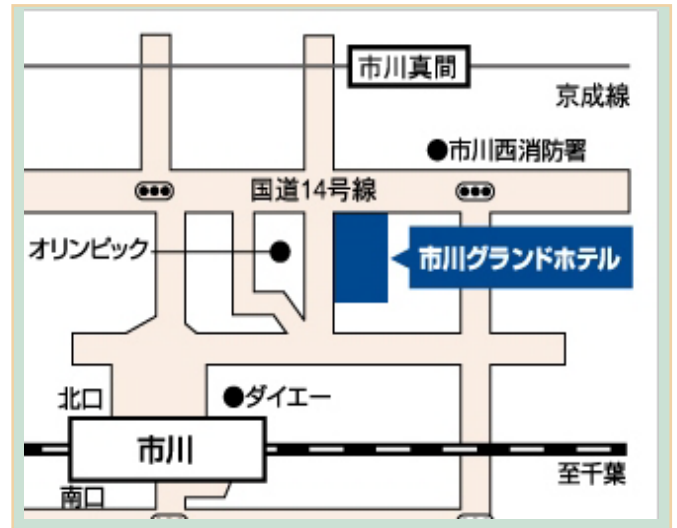 市川真間
京成線
●市川西消防署
国道14号線
オリンピック
市川グランドホテル
北口
●ダイエー
市川
至千葉
南口